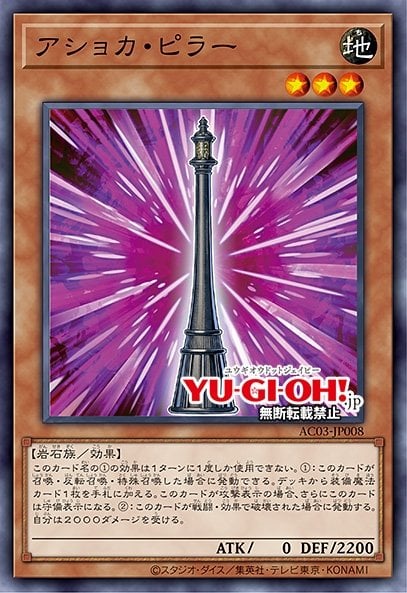 アショカ・ピラー
地
ユウギオウドットジェイピー
YU-GI-OH!.jp
無断転載禁止
AC03-JP008
【岩石族/効果】
このカード名の①の効果は1ターンに1度しか使用できない。①:このカードが
召喚・反転召喚・特殊召喚した場合に発動できる。デッキから装備魔法
カード1枚を手札に加える。このカードが攻撃表示の場合、さらにこのカード
は守備表示になる。②:このカードが戦闘・効果で破壊された場合に発動する。
自分は2000ダメージを受ける。
ATK/ 0 DEF/2200
©スタジオ・ダイス/集英社・テレビ東京・KONAMI